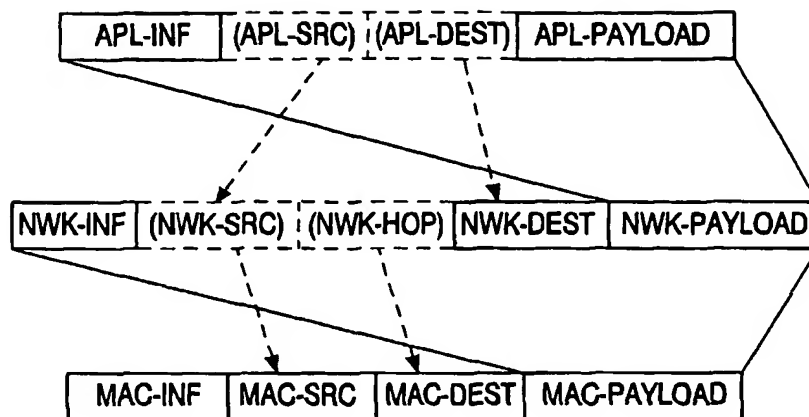 APL-INF (APL-SRC) (APL-DEST) APL-PAYLOAD
NWK-INF (NWK-SRC) (NWK-HOP) NWK-DEST NWK-PAYLOAD
MAC-INF MAC-SRC MAC-DEST MAC-PAYLOAD